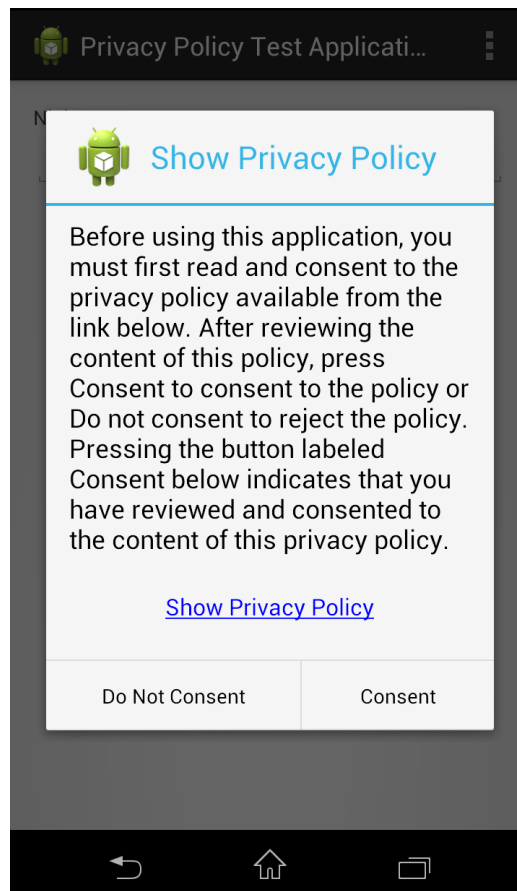 Privacy Policy Test Applicati...
Show Privacy Policy
Before using this application, you
must first read and consent to the
privacy policy available from the
link below. After reviewing the
content of this policy, press
Consent to consent to the policy or
Do not consent to reject the policy.
Pressing the button labeled
Consent below indicates that you
have reviewed and consented to
the content of this privacy policy.
Show Privacy Policy
Do Not Consent
Consent